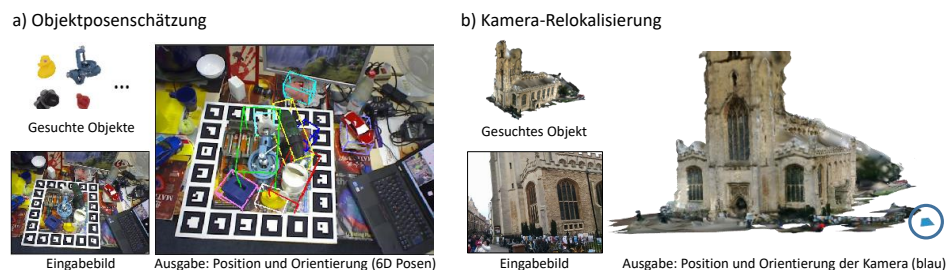 a) Objektposenschätzung
Gesuchte Objekte
Eingabebild
Ausgabe: Position und Orientierung (6D Posen)
b) Kamera-Relokalisierung
Gesuchtes Objekt
Eingabebild
Ausgabe: Position und Orientierung der Kamera (blau)